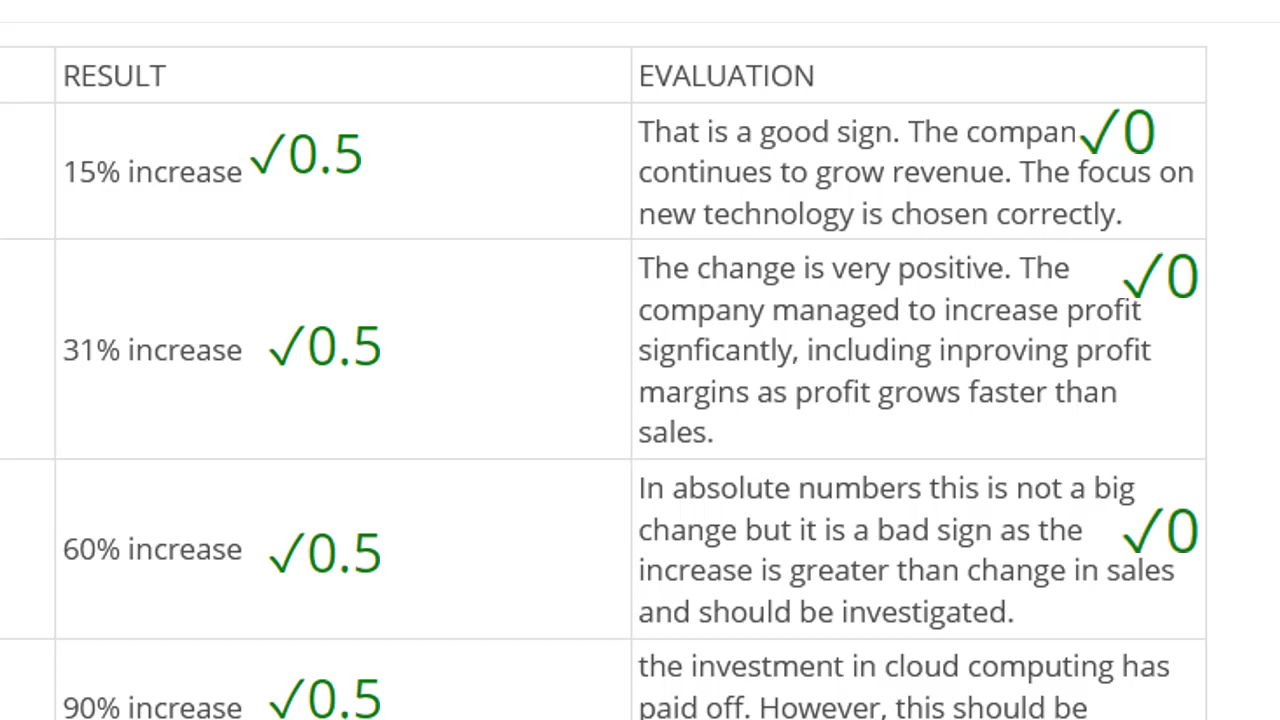 RESULT
EVALUATION
15% increase ✓0.5
That is a good sign. The compan ✓0
continues to grow revenue. The focus on
new technology is chosen correctly.
31% increase ✓0.5
The change is very positive. The ✓0
company managed to increase profit
signficantly, including inproving profit
margins as profit grows faster than
sales.
60% increase ✓0.5
In absolute numbers this is not a big
change but it is a bad sign as the ✓0
increase is greater than change in sales
and should be investigated.
90% increase ✓0.5
the investment in cloud computing has
paid off. However, this should be